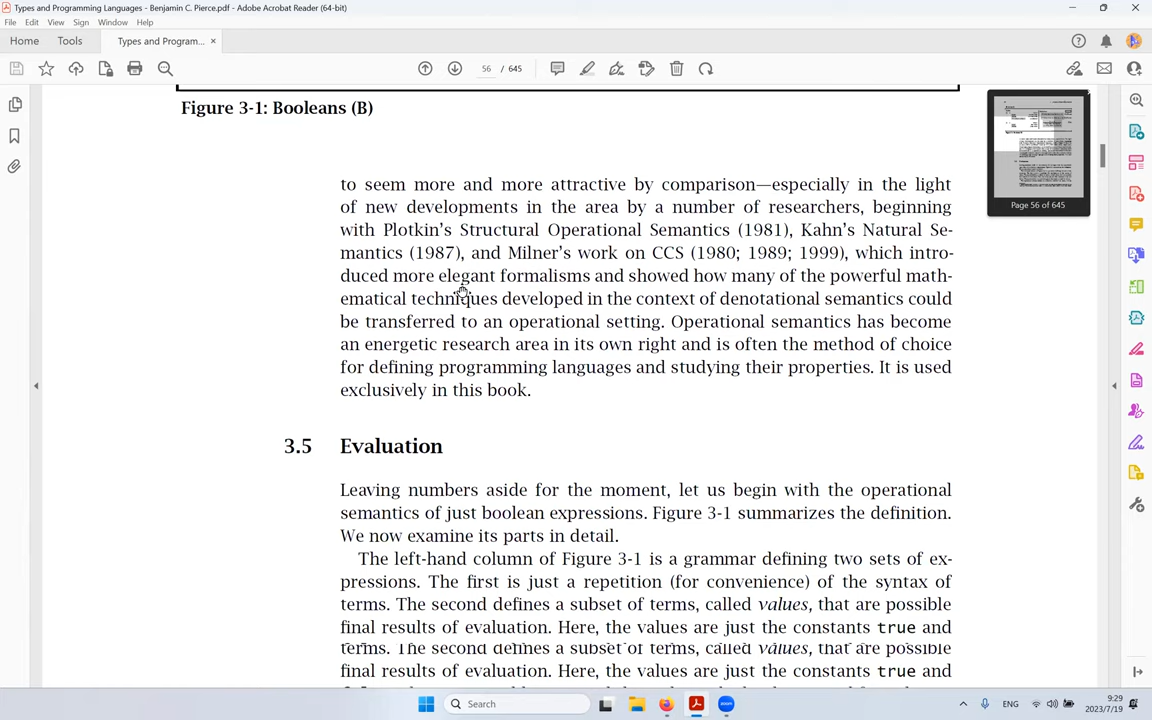 Types and Programming Languages - Benjamin C. Pierce.pdf - Adobe Acrobat Reader (64-bit)
File Edit View Sign Window Help
Home Tools Types and Program... ×
56 / 645
Figure 3-1: Booleans (B)
to seem more and more attractive by comparison—especially in the light
of new developments in the area by a number of researchers, beginning
with Plotkin's Structural Operational Semantics (1981), Kahn's Natural Se-
mantics (1987), and Milner's work on CCS (1980; 1989; 1999), which intro-
duced more elegant formalisms and showed how many of the powerful math-
ematical techniques developed in the context of denotational semantics could
be transferred to an operational setting. Operational semantics has become
an energetic research area in its own right and is often the method of choice
for defining programming languages and studying their properties. It is used
exclusively in this book.
3.5 Evaluation
Leaving numbers aside for the moment, let us begin with the operational
semantics of just boolean expressions. Figure 3-1 summarizes the definition.
We now examine its parts in detail.
The left-hand column of Figure 3-1 is a grammar defining two sets of ex-
pressions. The first is just a repetition (for convenience) of the syntax of
terms. The second defines a subset of terms, called values, that are possible
final results of evaluation. Here, the values are just the constants true and
terms. The second defines a subset of terms, called values, that are possible
final results of evaluation. Here, the values are just the constants true and
Page 56 of 645
Search
zoom
ENG
9:29
2023/7/19